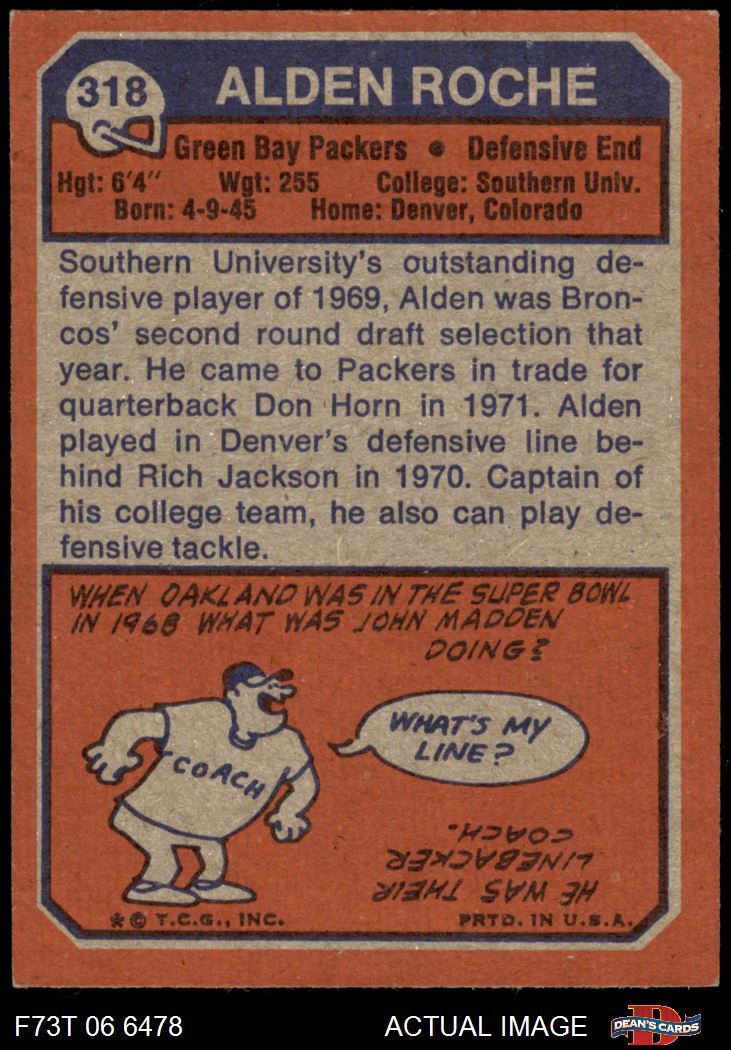 318
ALDEN ROCHE
Green Bay Packers • Defensive End
Hgt: 6'4" Wgt: 255 College: Southern Univ.
Born: 4-9-45 Home: Denver, Colorado
Southern University's outstanding de-
fensive player of 1969, Alden was Bron-
cos' second round draft selection that
year. He came to Packers in trade for
quarterback Don Horn in 1971. Alden
played in Denver's defensive line be-
hind Rich Jackson in 1970. Captain of
his college team, he also can play de-
fensive tackle.
WHEN OAKLAND WAS IN THE SUPER BOWL
IN 1968 WHAT WAS JOHN MADDEN
DOING?
WHAT'S MY
LINE?
COACH
HE WAS THEIR
LINEBACKER
COACH.
* © T.C.G., INC. PRTD. IN U.S.A.
F73T 06 6478 ACTUAL IMAGE
D
DEAN'S CARDS